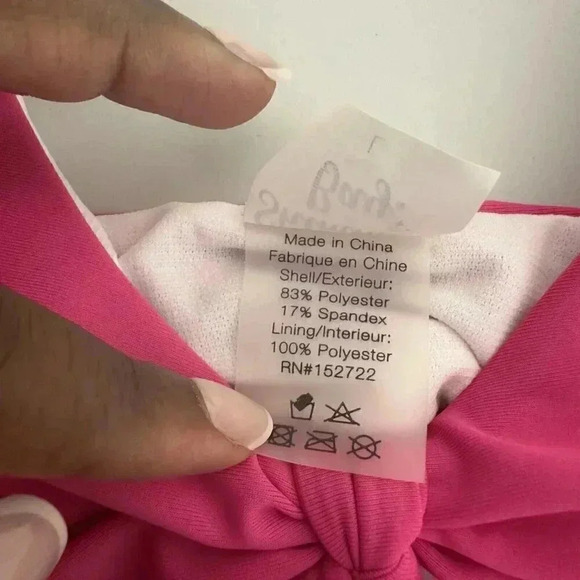 Made in China
Fabrique en Chine
Shell/Exterieur:
83% Polyester
17% Spandex
Lining/Interieur:
100% Polyester
RN#152722